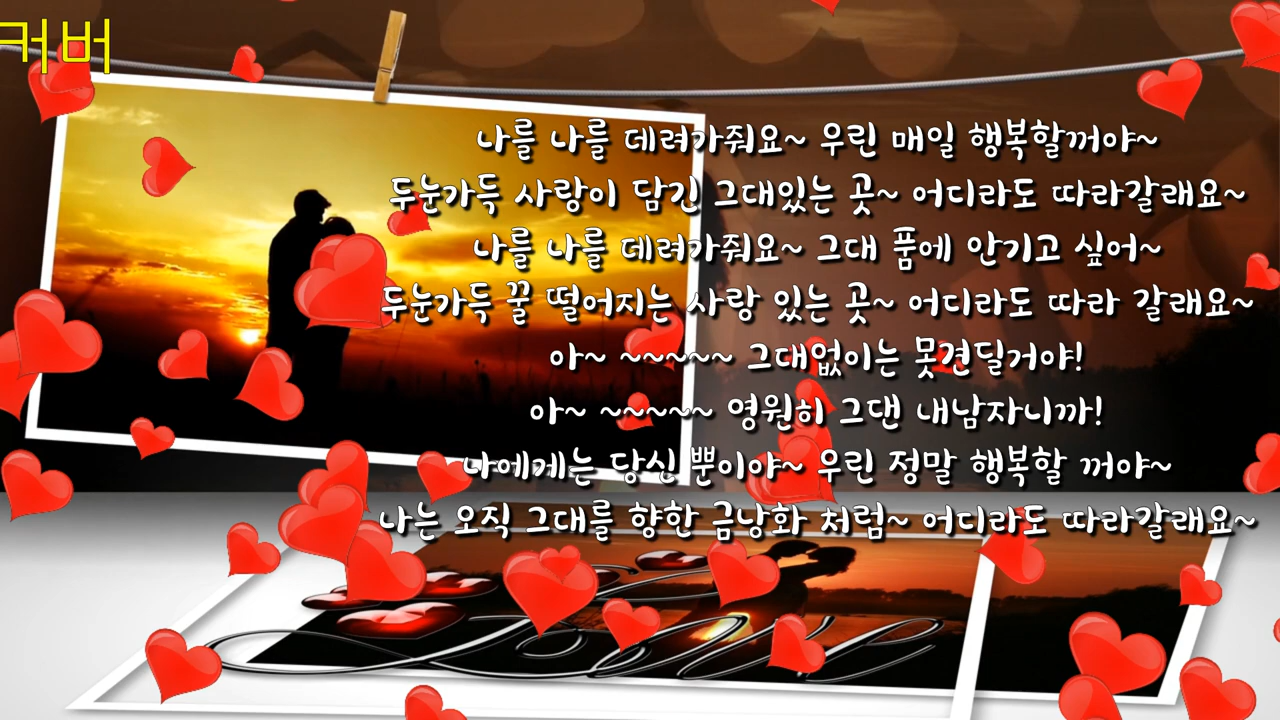 커버
나를 나를 데려가줘요~ 우린 매일 행복할꺼야~
두눈가득 사랑이 담긴 그대있는 곳~ 어디라도 따라갈래요~
나를 나를 데려가줘요~ 그대 품에 안기고 싶어~
두눈가득 꿀 떨어지는 사랑 있는 곳~ 어디라도 따라 갈래요~
아~ ~~~~~ 그대없이는 못견딜거야!
아~ ~~~~~ 영원히 그댄 내남자니까!
나에게는 당신 뿐이야~ 우린 정말 행복할 꺼야~
나는 오직 그대를 향한 금낭화 처럼~ 어디라도 따라갈래요~
Love